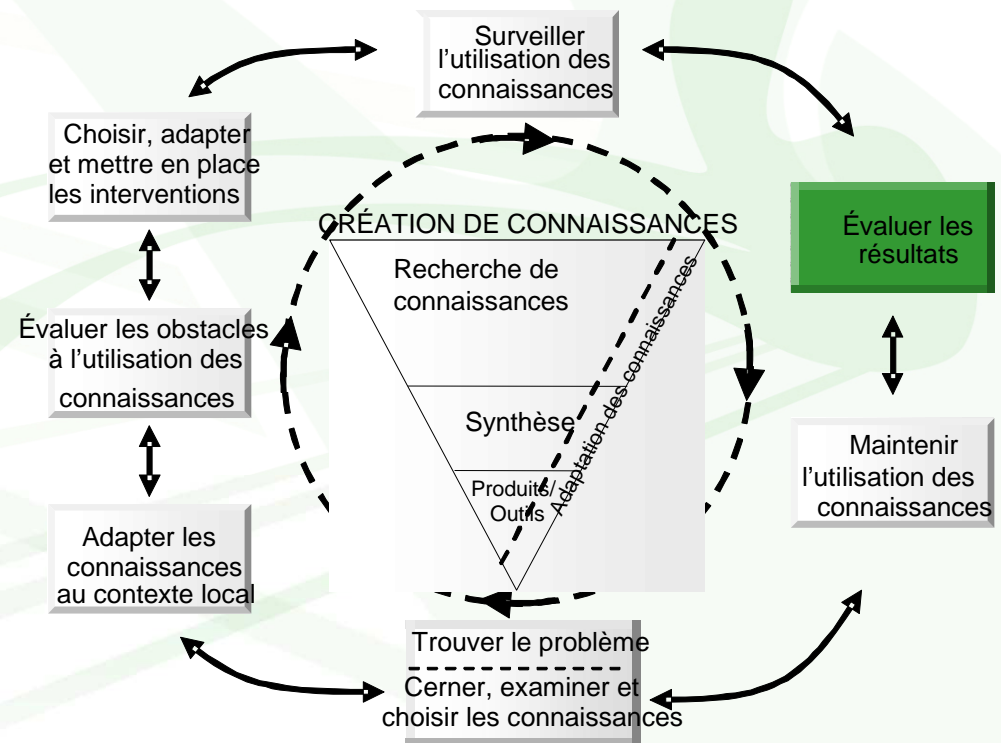 Surveiller
l’utilisation des
connaissances
Choisir, adapter
et mettre en place
les interventions
CRÉATION DE CONNAISSANCES
Évaluer les
résultats
Recherche de
connaissances
Adaptation des connaissances
Évaluer les obstacles
à l’utilisation des
connaissances
Synthèse
Maintenir
l’utilisation des
connaissances
Produits/
Outils
Adapter les
connaissances
au contexte local
Trouver le problème
Cerner, examiner et
choisir les connaissances